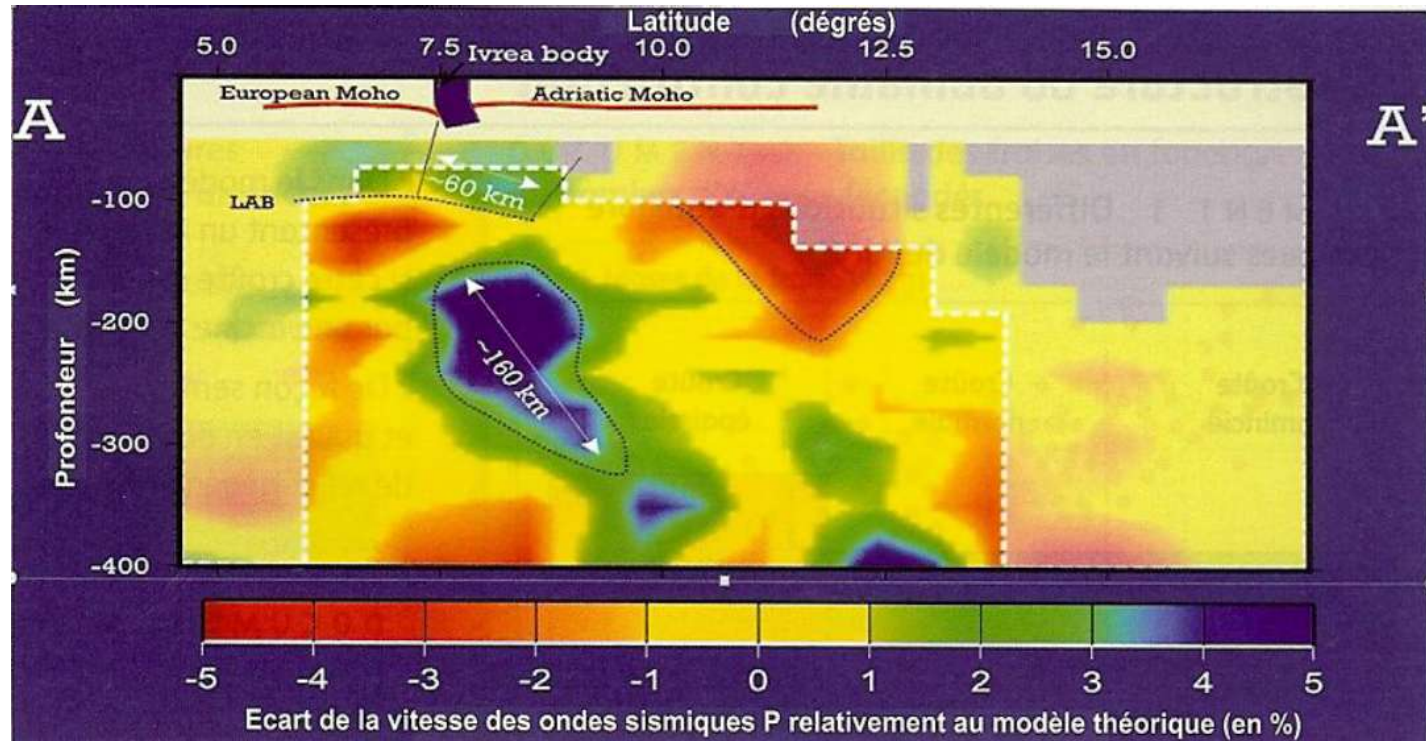 Latitude (dégrés)
5.0 7.5 10.0 12.5 15.0
Ivrea body
European Moho Adriatic Moho
A A'
~60 km
LAB
~160 km
-100
-200
-300
-400
Profondeur (km)
-5 -4 -3 -2 -1 0 1 2 3 4 5
Ecart de la vitesse des ondes sismiques P relativement au modèle théorique (en %)